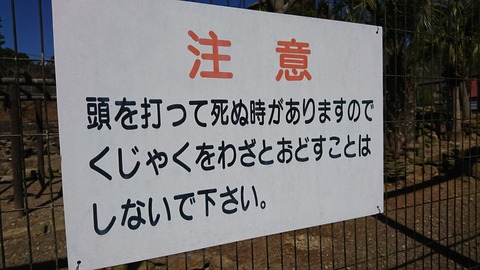 注意
頭を打って死ぬ時がありますので
くじゃくをわざとおどすことは
しないで下さい。